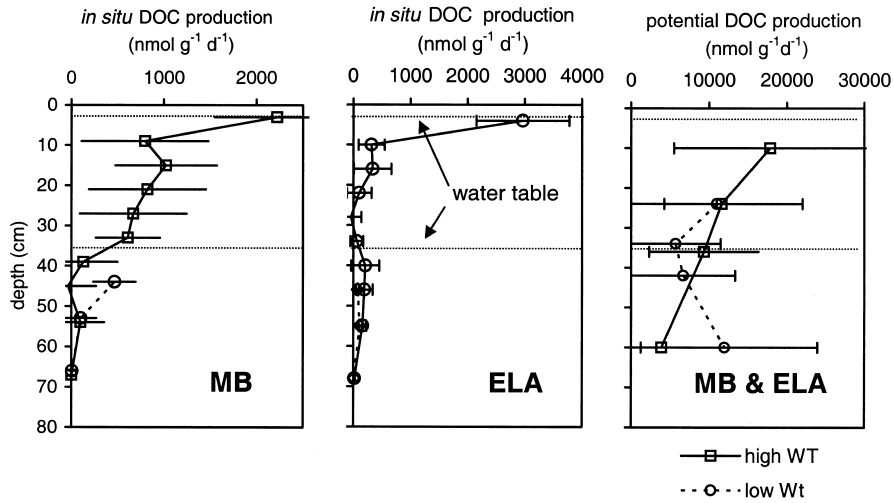 in situ DOC production
(nmol g-1 d-1)
0 1000 2000
in situ DOC production
(nmol g-1 d-1)
0 1000 2000 3000 4000
potential DOC production
(nmol g-1d-1)
0 10000 20000 30000
depth (cm)
0
10
20
30
40
50
60
70
80
water table
MB
ELA
MB & ELA
high WT
low Wt